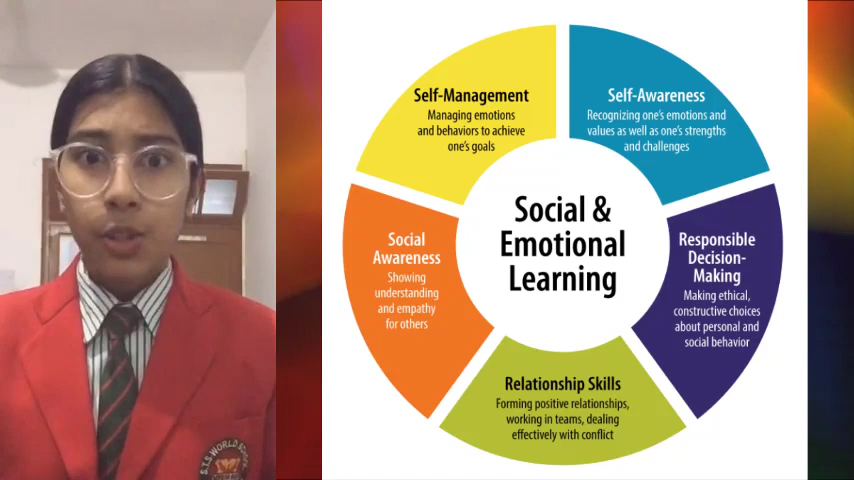 Self-Management
Managing emotions
and behaviors to achieve
one's goals
Self-Awareness
Recognizing one's emotions and
values as well as one's strengths
and challenges
Social &
Emotional
Learning
Social
Awareness
Showing
understanding
and empathy
for others
Responsible
Decision-
Making
Making ethical,
constructive choices
about personal and
social behavior
Relationship Skills
Forming positive relationships,
working in teams, dealing
effectively with conflict
S.T.S WORLD SCHOOL